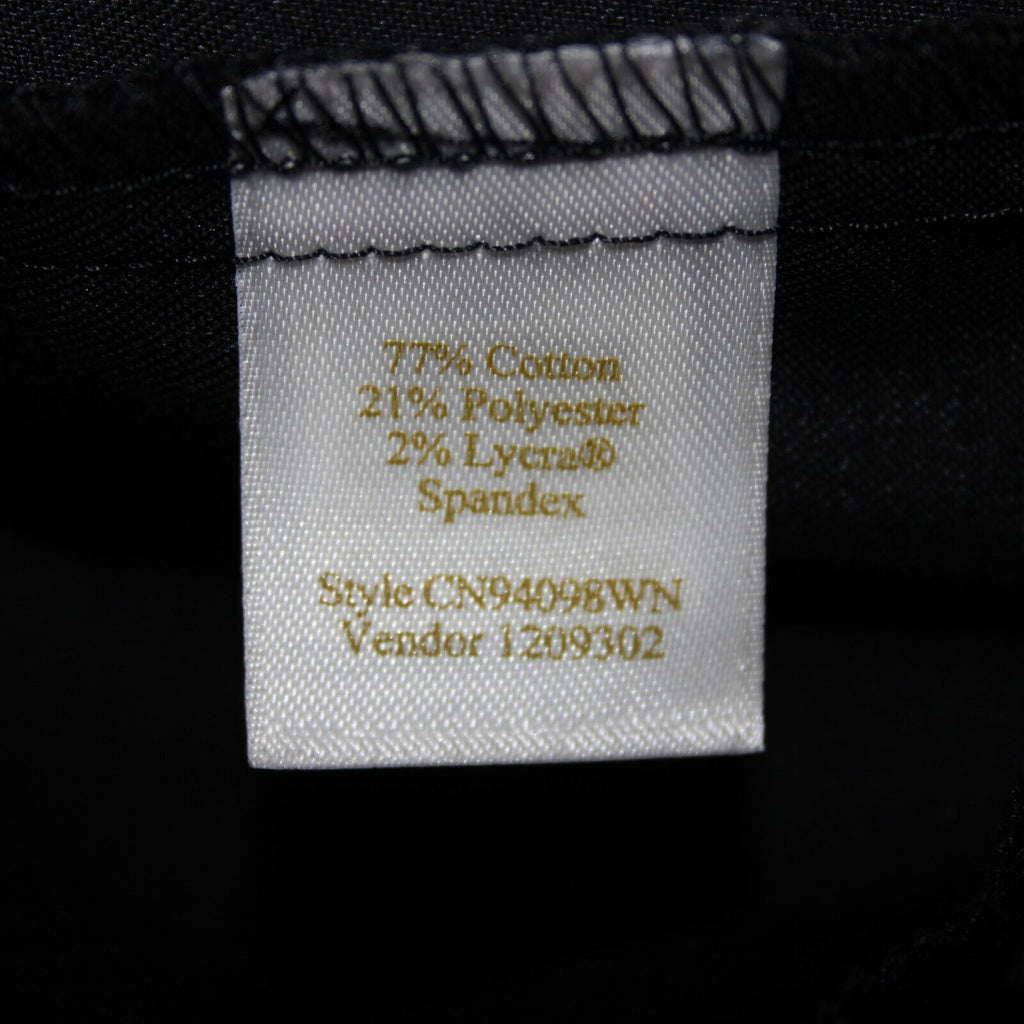 77% Cotton
21% Polyester
2% Lycra®
Spandex
Style CN94098WN
Vendor 1209302